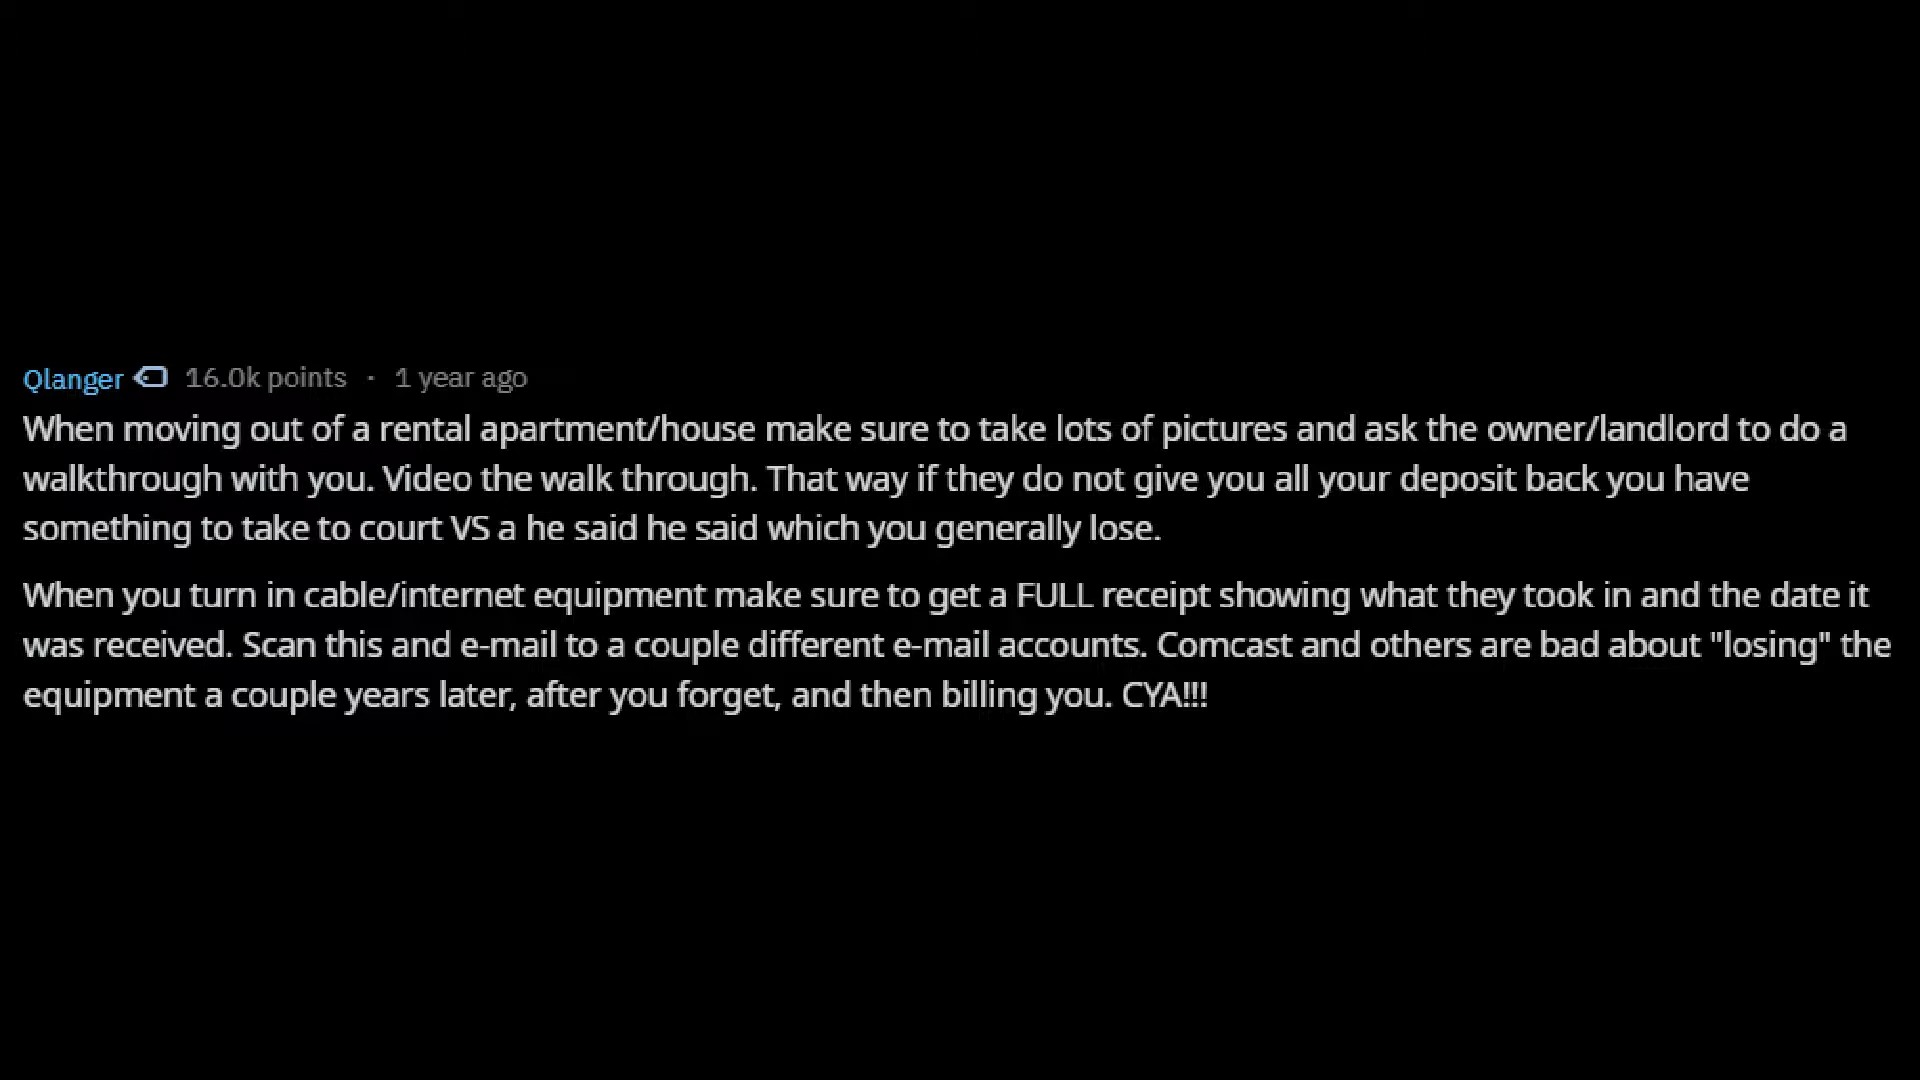 Qlanger 16.0k points · 1 year ago
When moving out of a rental apartment/house make sure to take lots of pictures and ask the owner/landlord to do a
walkthrough with you. Video the walk through. That way if they do not give you all your deposit back you have
something to take to court VS a he said he said which you generally lose.
When you turn in cable/internet equipment make sure to get a FULL receipt showing what they took in and the date it
was received. Scan this and e-mail to a couple different e-mail accounts. Comcast and others are bad about "losing" the
equipment a couple years later, after you forget, and then billing you. CYA!!!